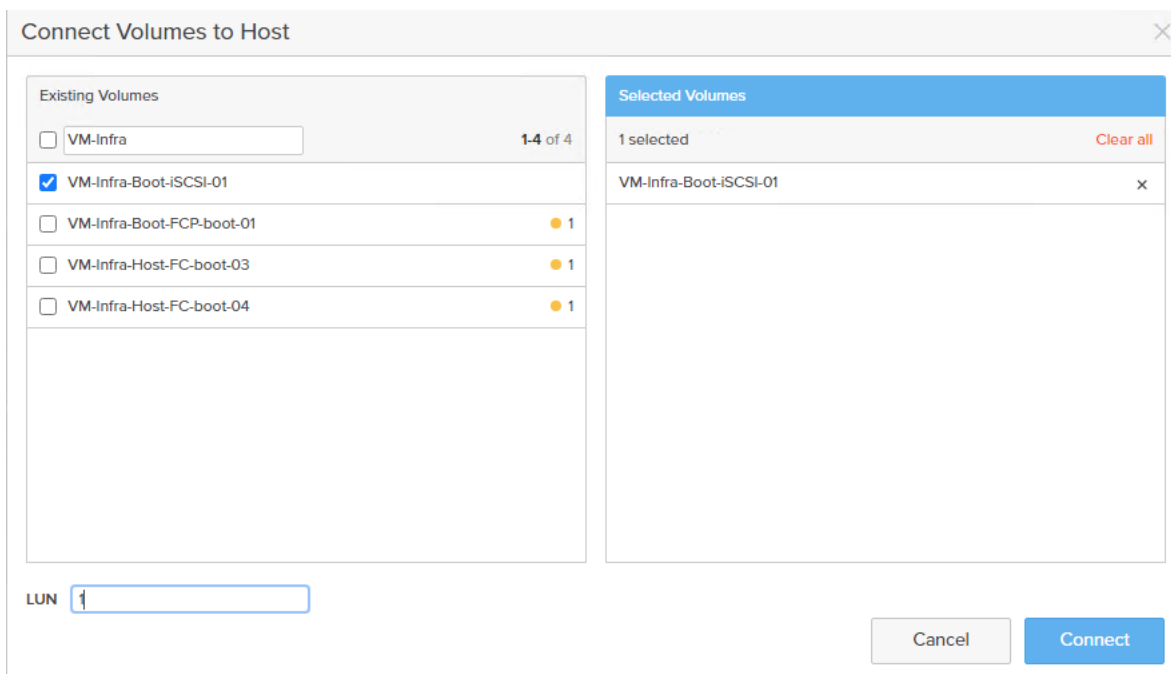 Connect Volumes to Host
Existing Volumes
VM-Infra
1-4 of 4
VM-Infra-Boot-iSCSI-01
VM-Infra-Boot-FCP-boot-01
1
VM-Infra-Host-FC-boot-03
1
VM-Infra-Host-FC-boot-04
1
Selected Volumes
1 selected
Clear all
VM-Infra-Boot-iSCSI-01
LUN
1
Cancel
Connect